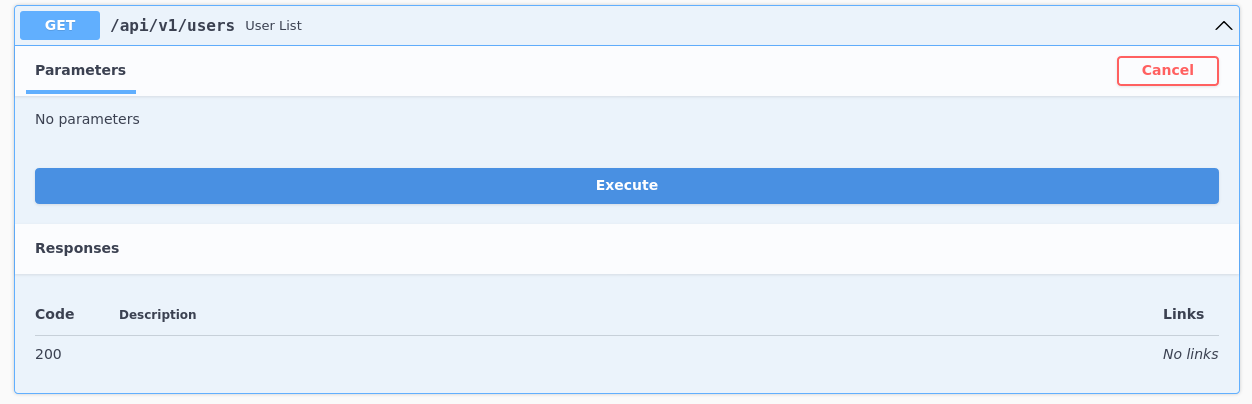 GET /api/v1/users User List
Parameters Cancel
No parameters
Execute
Responses
Code Description Links
200 No links